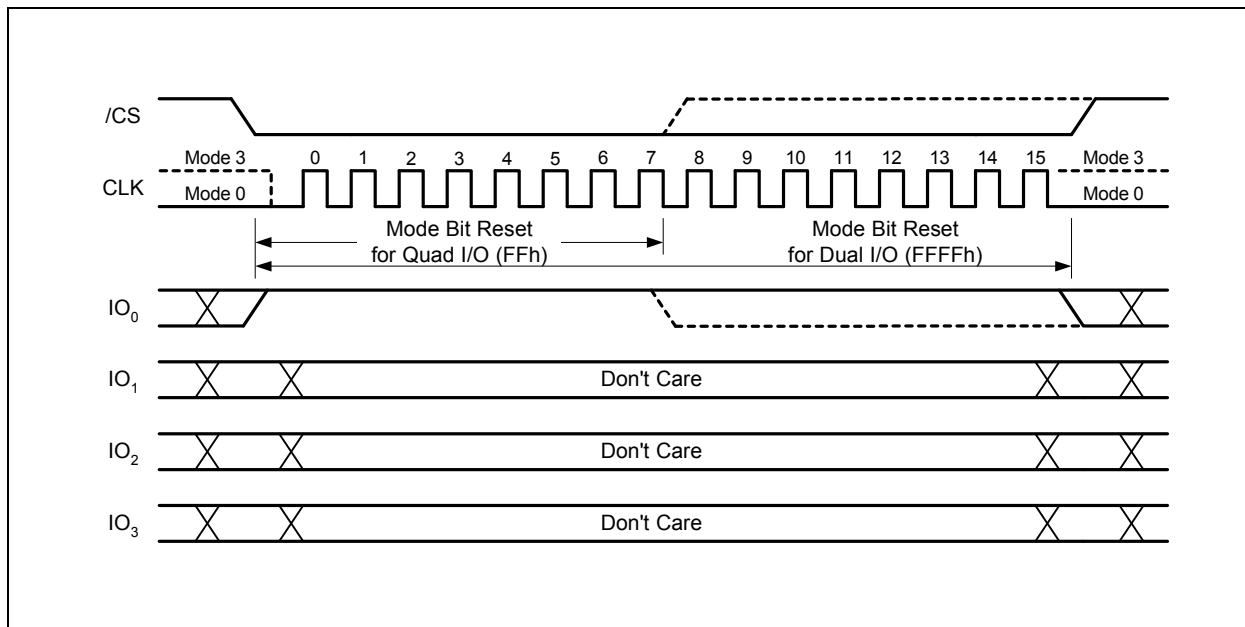 /CS
Mode 3 0 1 2 3 4 5 6 7 8 9 10 11 12 13 14 15 Mode 3
CLK
Mode 0 Mode 0
Mode Bit Reset Mode Bit Reset
for Quad I/O (FFh) for Dual I/O (FFFFh)
IO₀
IO₁ Don't Care
IO₂ Don't Care
IO₃ Don't Care